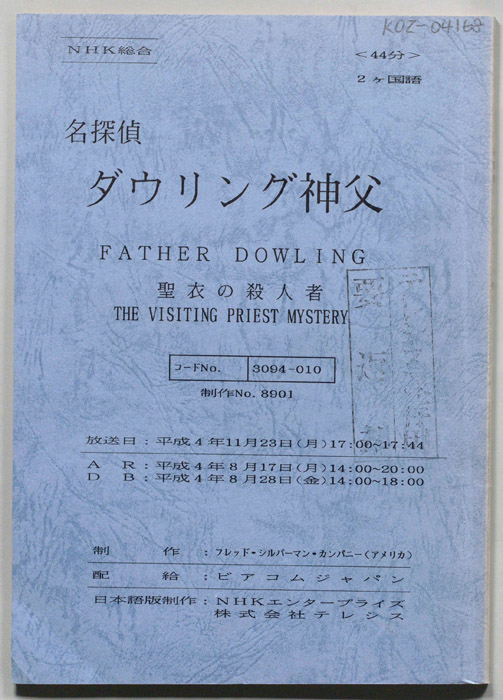 KOZ-04168
NHK総合
<44分>
2ヶ国語
名探偵
ダウリング神父
FATHER DOWLING
聖衣の殺人者
THE VISITING PRIEST MYSTERY
コードNo. 3094-010
制作No. 8901
放送日:平成4年11月23日(月)17:00~17:44
A R:平成4年8月17日(月)14:00~20:00
D B:平成4年8月28日(金)14:00~18:00
制 作:フレッド・シルバーマン・カンパニー(アメリカ)
配 給:ビアコムジャパン
日本語版制作:NHKエンタープライズ
株式会社テレシス